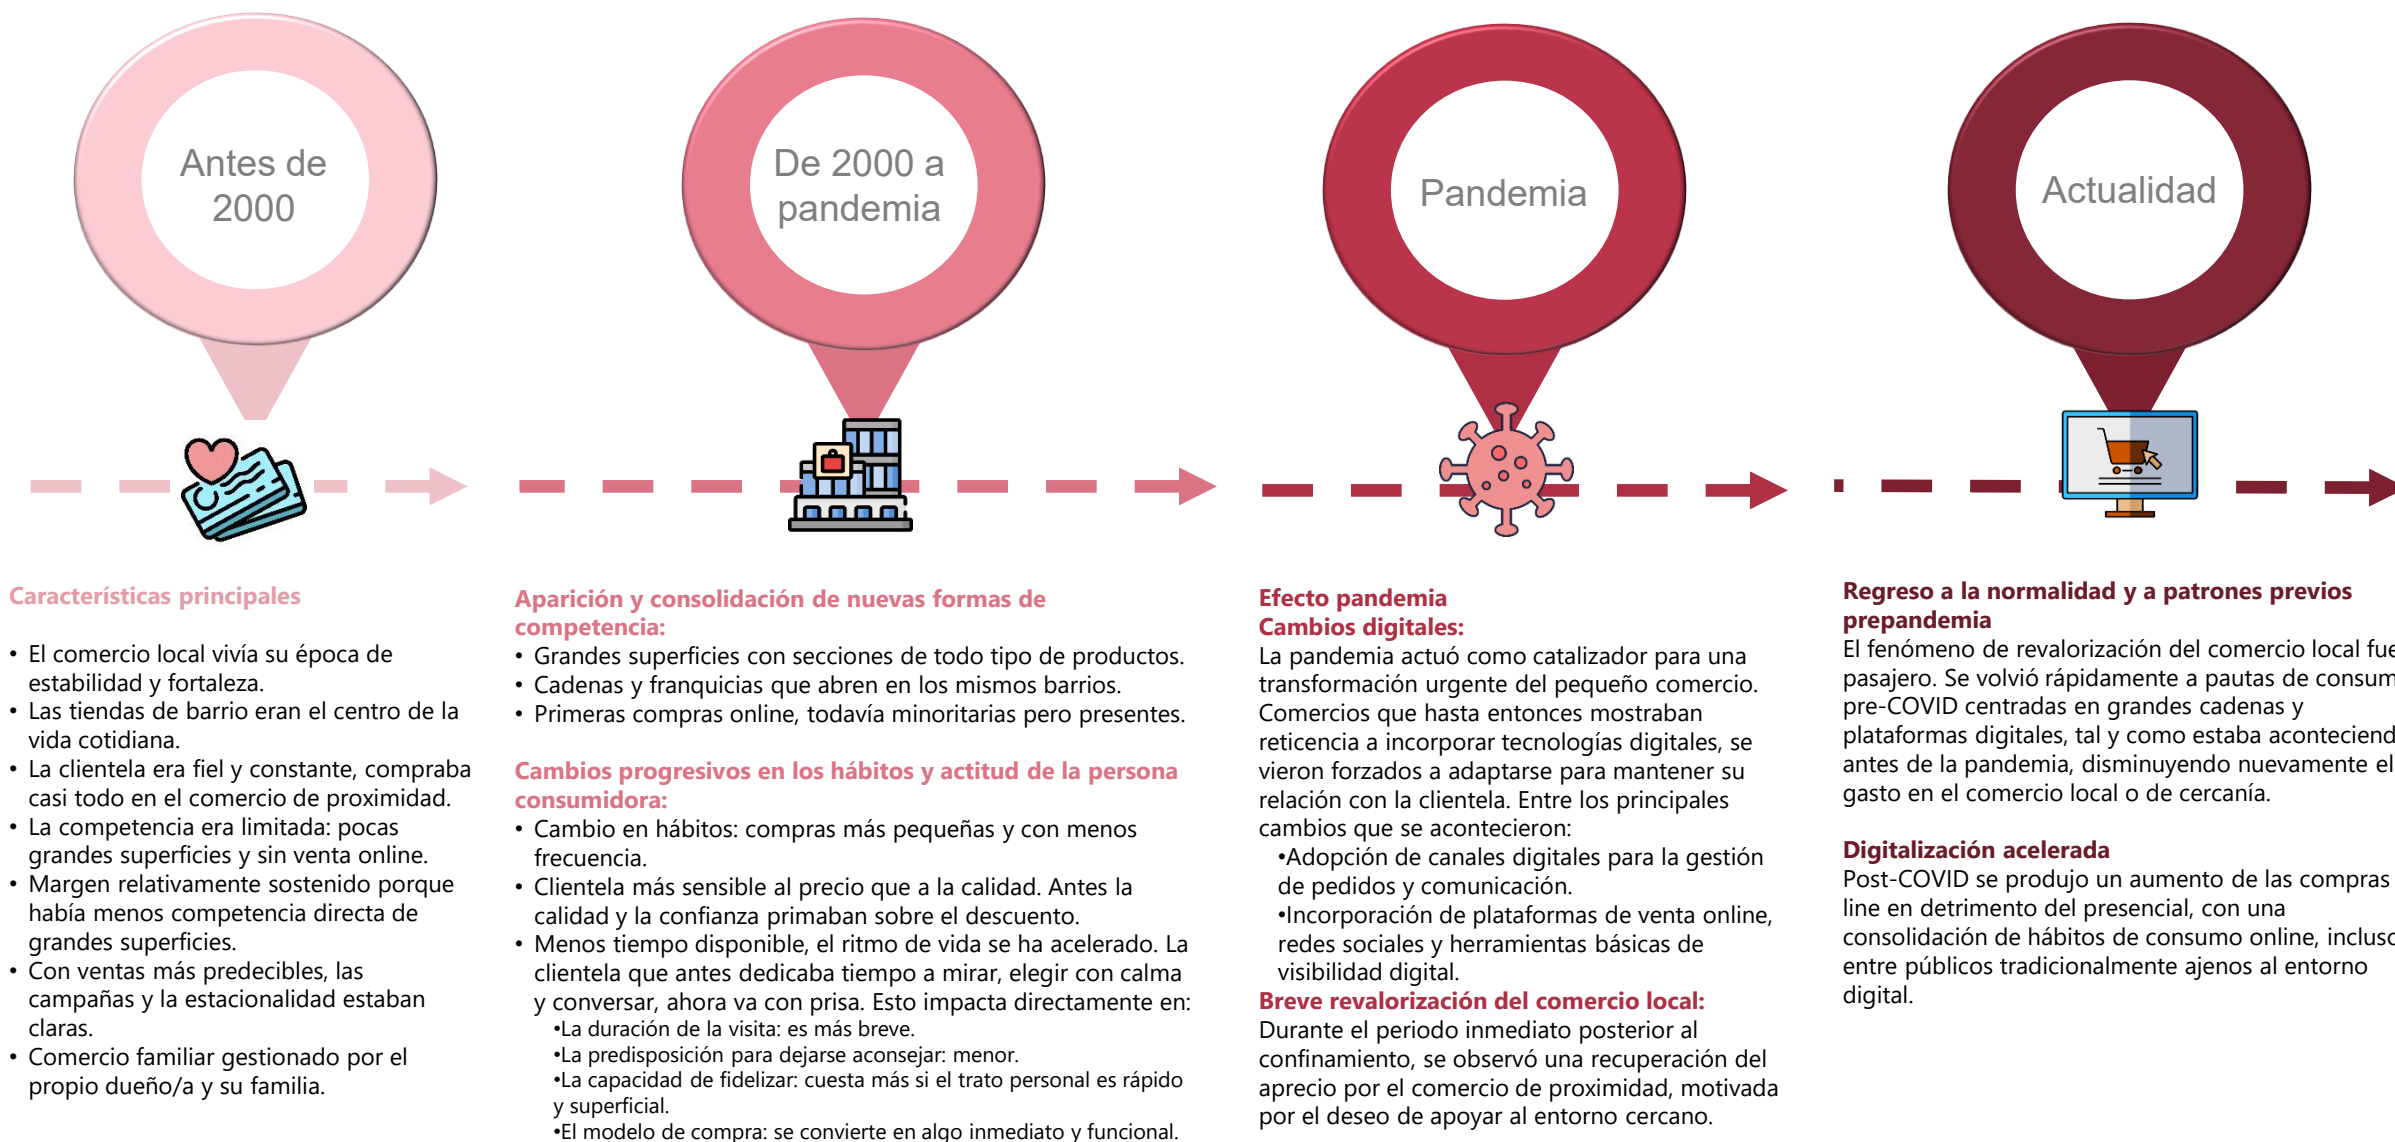 Antes de
2000
De 2000 a
pandemia
Pandemia
Actualidad
Características principales
• El comercio local vivía su época de
estabilidad y fortaleza.
• Las tiendas de barrio eran el centro de la
vida cotidiana.
• La clientela era fiel y constante, compraba
casi todo en el comercio de proximidad.
• La competencia era limitada: pocas
grandes superficies y sin venta online.
• Margen relativamente sostenido porque
había menos competencia directa de
grandes superficies.
• Con ventas más predecibles, las
campañas y la estacionalidad estaban
claras.
• Comercio familiar gestionado por el
propio dueño/a y su familia.
Aparición y consolidación de nuevas formas de
competencia:
• Grandes superficies con secciones de todo tipo de productos.
• Cadenas y franquicias que abren en los mismos barrios.
• Primeras compras online, todavía minoritarias pero presentes.
Cambios progresivos en los hábitos y actitud de la persona
consumidora:
• Cambio en hábitos: compras más pequeñas y con menos
frecuencia.
• Clientela más sensible al precio que a la calidad. Antes la
calidad y la confianza primaban sobre el descuento.
• Menos tiempo disponible, el ritmo de vida se ha acelerado. La
clientela que antes dedicaba tiempo a mirar, elegir con calma
y conversar, ahora va con prisa. Esto impacta directamente en:
•La duración de la visita: es más breve.
•La predisposición para dejarse aconsejar: menor.
•La capacidad de fidelizar: cuesta más si el trato personal es rápido
y superficial.
•El modelo de compra: se convierte en algo inmediato y funcional.
Efecto pandemia
Cambios digitales:
La pandemia actuó como catalizador para una
transformación urgente del pequeño comercio.
Comercios que hasta entonces mostraban
reticencia a incorporar tecnologías digitales, se
vieron forzados a adaptarse para mantener su
relación con la clientela. Entre los principales
cambios que se acontecieron:
•Adopción de canales digitales para la gestión
de pedidos y comunicación.
•Incorporación de plataformas de venta online,
redes sociales y herramientas básicas de
visibilidad digital.
Breve revalorización del comercio local:
Durante el periodo inmediato posterior al
confinamiento, se observó una recuperación del
aprecio por el comercio de proximidad, motivada
por el deseo de apoyar al entorno cercano.
Regreso a la normalidad y a patrones previos
prepandemia
El fenómeno de revalorización del comercio local fue
pasajero. Se volvió rápidamente a pautas de consum
pre-COVID centradas en grandes cadenas y
plataformas digitales, tal y como estaba aconteciend
antes de la pandemia, disminuyendo nuevamente el
gasto en el comercio local o de cercanía.
Digitalización acelerada
Post-COVID se produjo un aumento de las compras
line en detrimento del presencial, con una
consolidación de hábitos de consumo online, incluso
entre públicos tradicionalmente ajenos al entorno
digital.